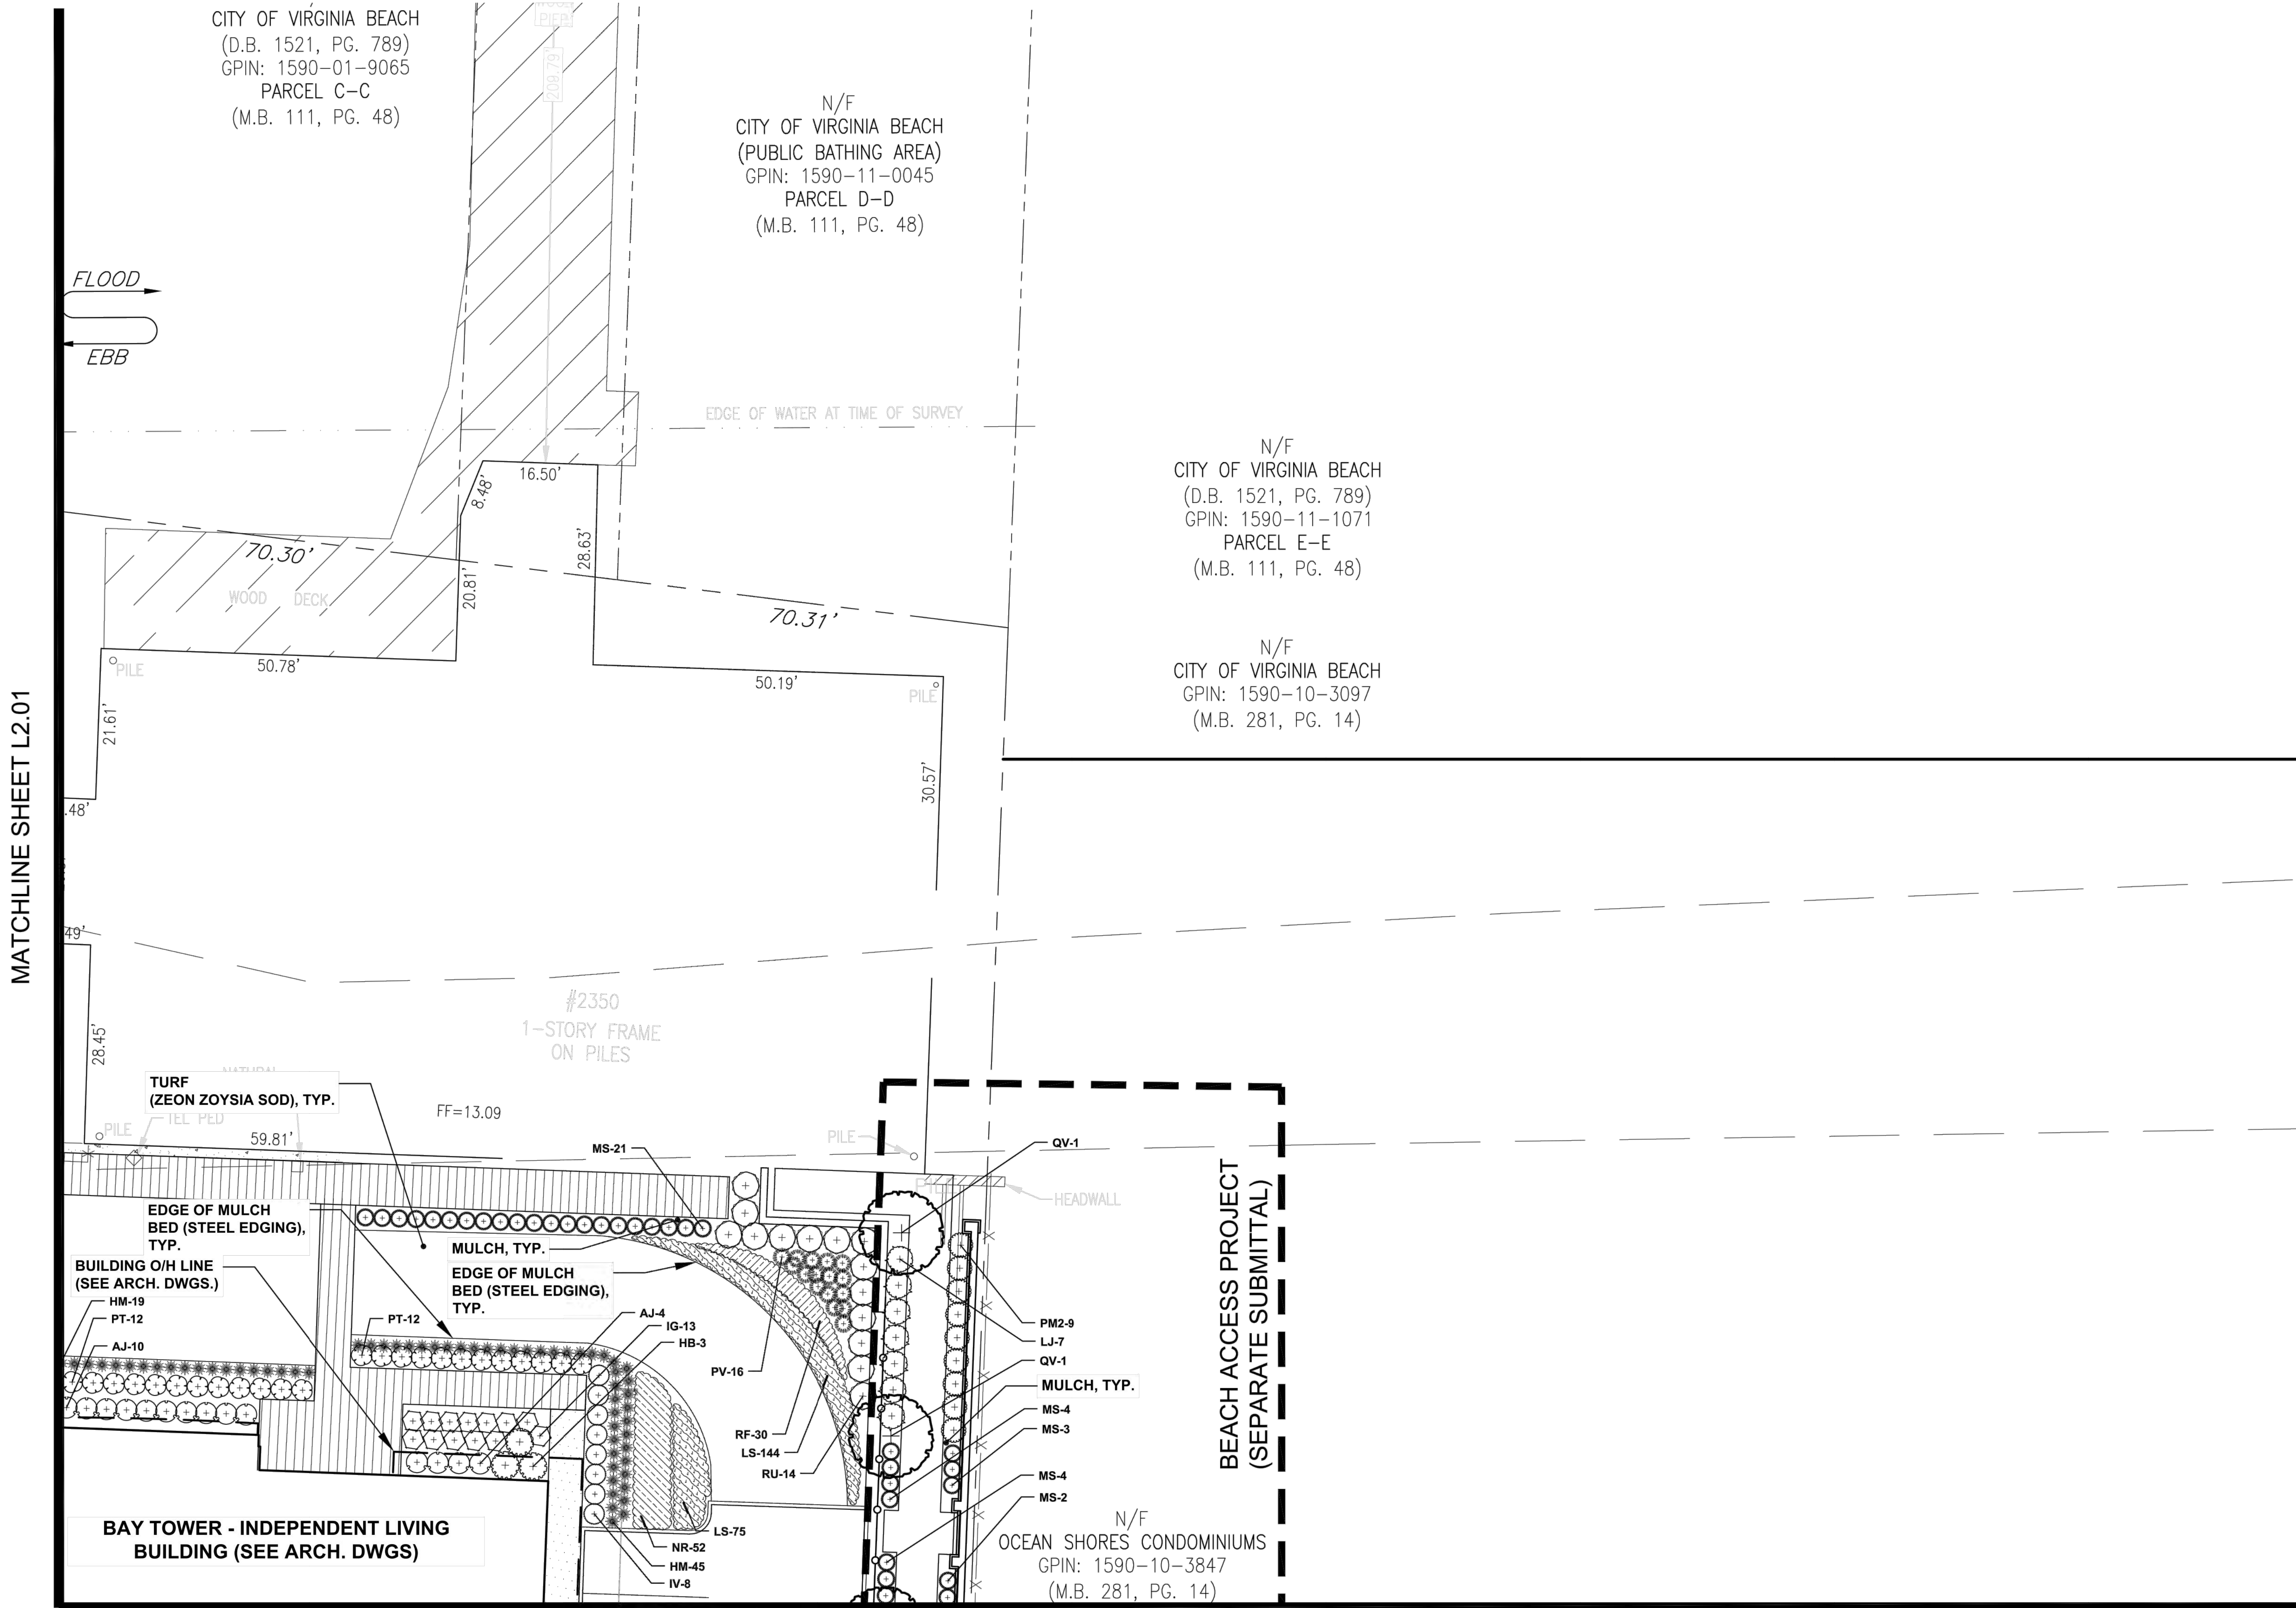 CITY OF VIRGINIA BEACH
(D.B. 1521, PG. 789)
GPIN: 1590-01-9065
PARCEL C-C
(M.B. 111, PG. 48)
PIER
209.79'
N/F
CITY OF VIRGINIA BEACH
(PUBLIC BATHING AREA)
GPIN: 1590-11-0045
PARCEL D-D
(M.B. 111, PG. 48)
FLOOD
EBB
EDGE OF WATER AT TIME OF SURVEY
N/F
CITY OF VIRGINIA BEACH
(D.B. 1521, PG. 789)
GPIN: 1590-11-1071
PARCEL E-E
(M.B. 111, PG. 48)
16.50'
8.48'
28.63'
70.30'
20.81'
WOOD DECK
70.31'
N/F
CITY OF VIRGINIA BEACH
GPIN: 1590-10-3097
(M.B. 281, PG. 14)
PILE
50.78'
50.19'
PILE
21.61'
30.57'
.48'
MATCHLINE SHEET L2.01
49'
28.45'
#2350
1-STORY FRAME
ON PILES
NATURAL
TURF
(ZEON ZOYSIA SOD), TYP.
TEL PED
FF=13.09
PILE
59.81'
PILE
MS-21
QV-1
PILE
HEADWALL
BEACH ACCESS PROJECT
(SEPARATE SUBMITTAL)
EDGE OF MULCH
BED (STEEL EDGING),
TYP.
MULCH, TYP.
BUILDING O/H LINE
(SEE ARCH. DWGS.)
EDGE OF MULCH
BED (STEEL EDGING),
TYP.
HM-19
PT-12
AJ-10
PT-12
AJ-4
IG-13
HB-3
PV-16
PM2-9
LJ-7
QV-1
MULCH, TYP.
MS-4
MS-3
RF-30
LS-144
RU-14
MS-4
MS-2
BAY TOWER - INDEPENDENT LIVING
BUILDING (SEE ARCH. DWGS)
LS-75
NR-52
HM-45
IV-8
N/F
OCEAN SHORES CONDOMINIUMS
GPIN: 1590-10-3847
(M.B. 281, PG. 14)